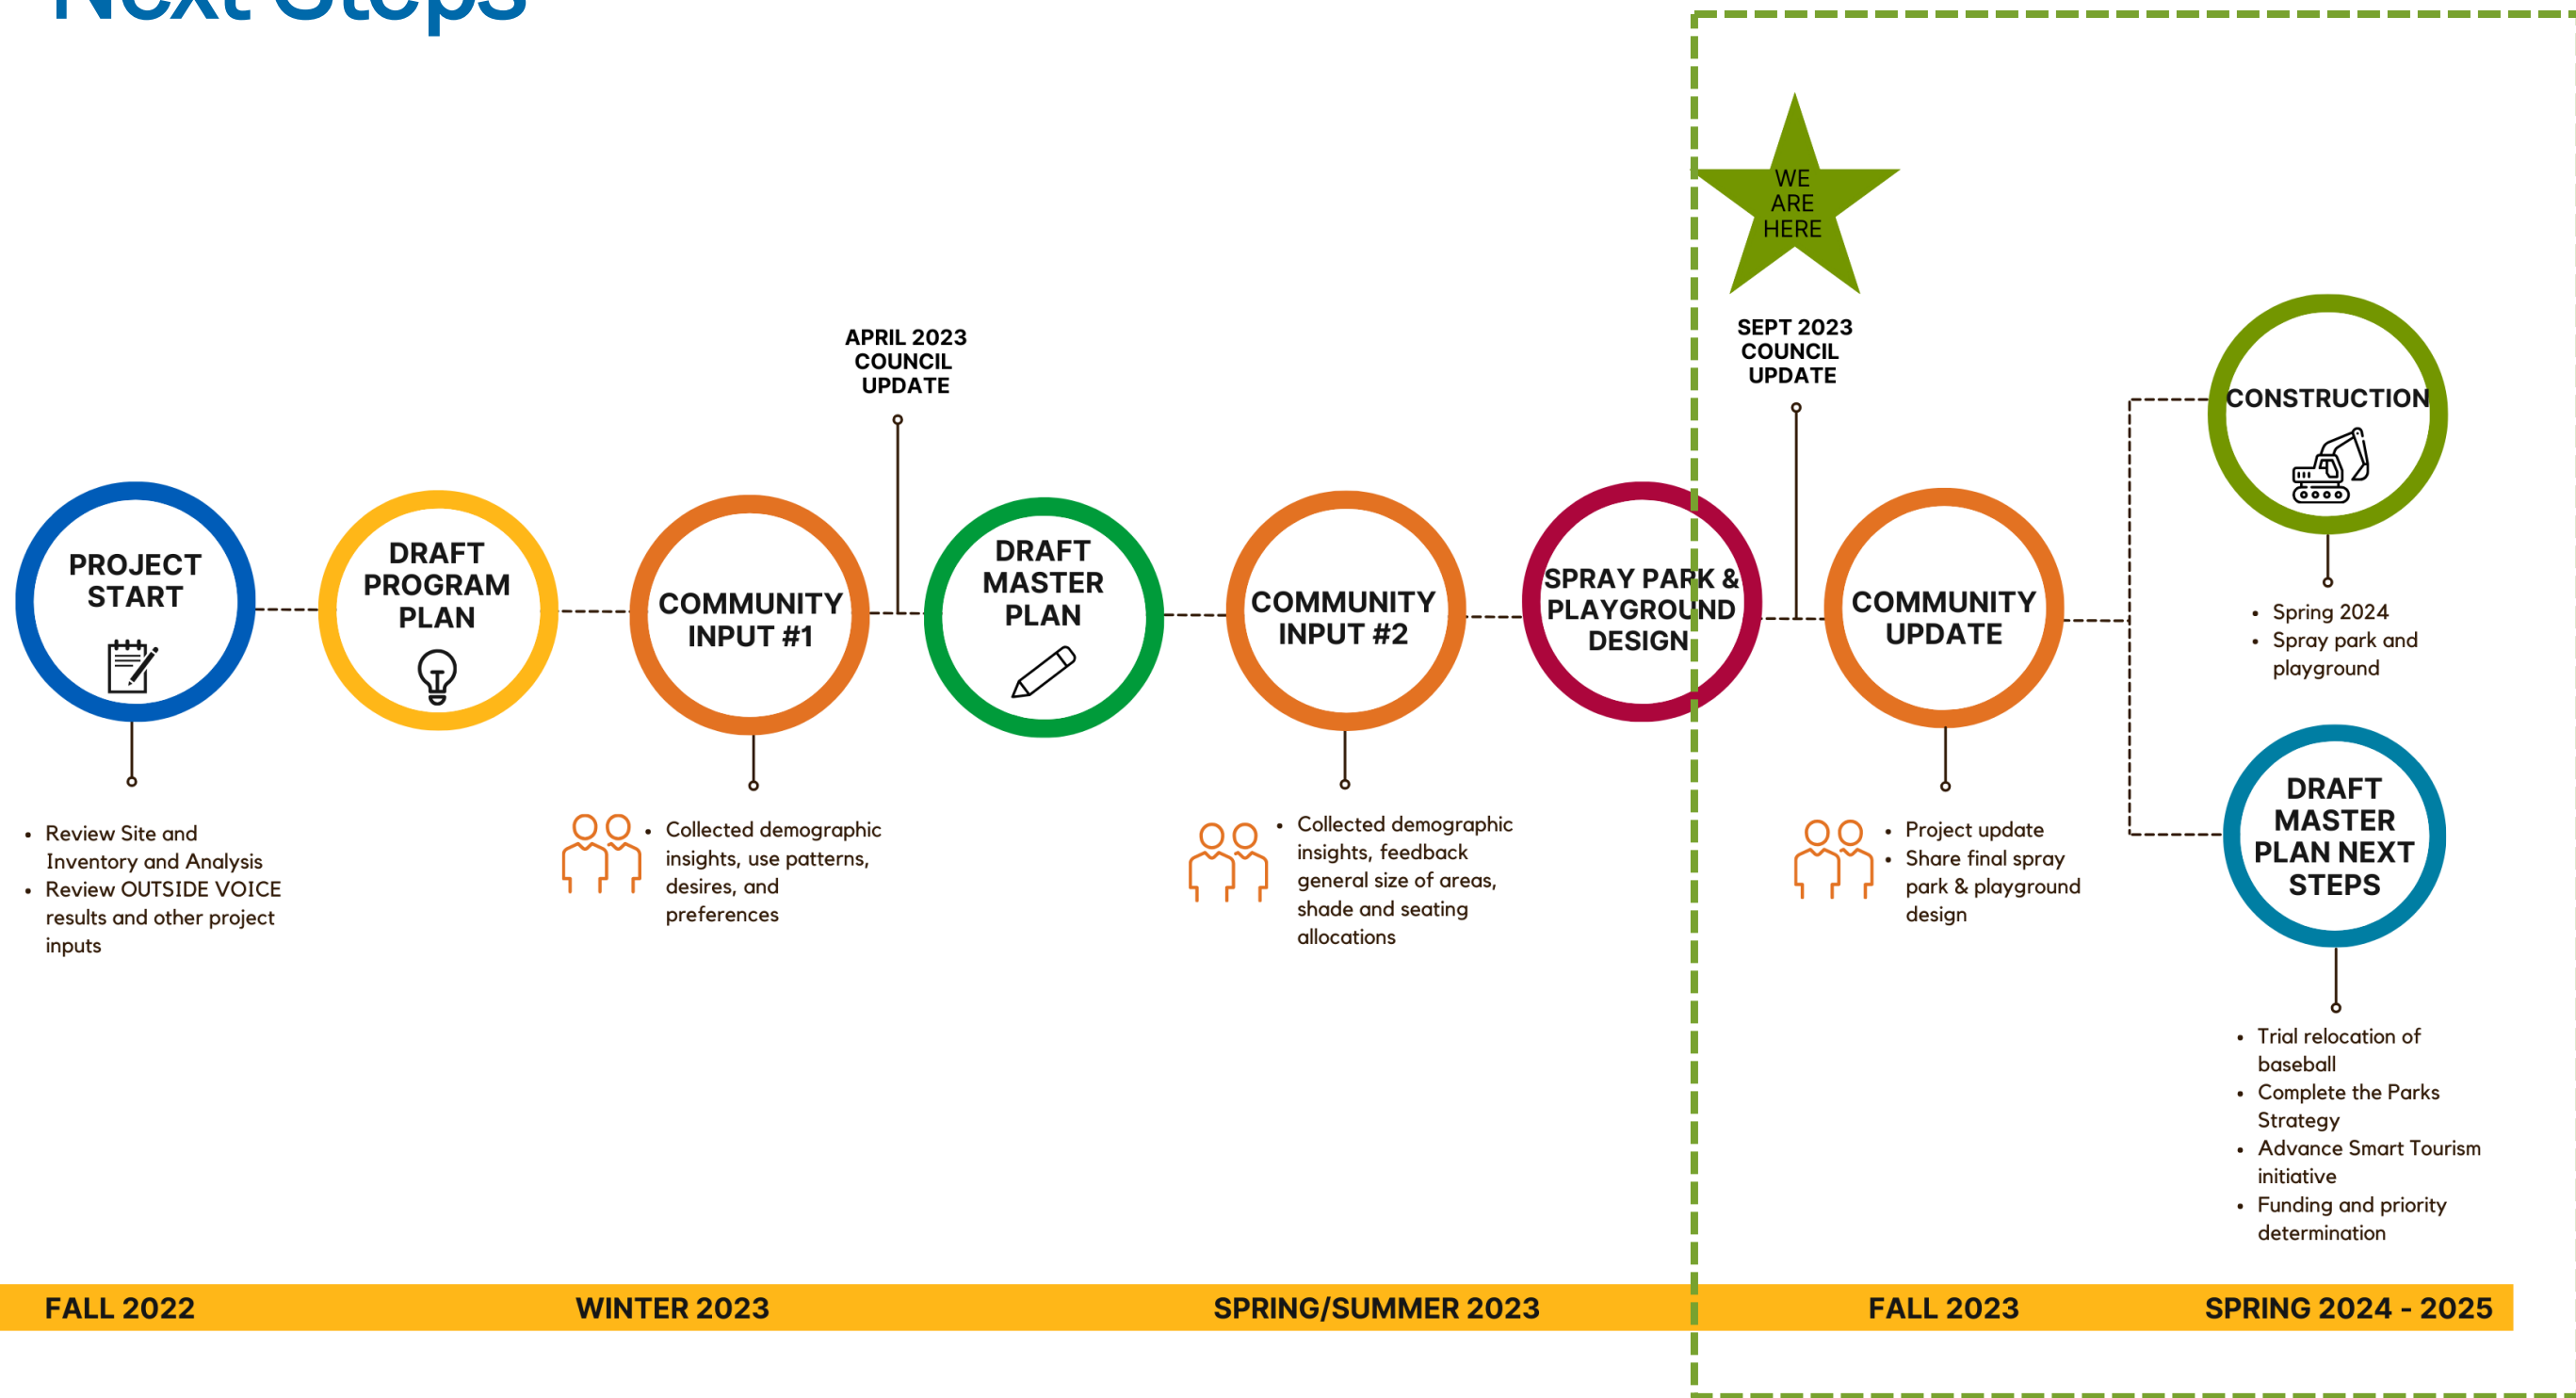 Next Steps
WE
ARE
HERE
APRIL 2023
COUNCIL
UPDATE
SEPT 2023
COUNCIL
UPDATE
PROJECT
START
DRAFT
PROGRAM
PLAN
COMMUNITY
INPUT #1
DRAFT
MASTER
PLAN
COMMUNITY
INPUT #2
SPRAY PARK &
PLAYGROUND
DESIGN
COMMUNITY
UPDATE
CONSTRUCTION
• Spring 2024
• Spray park and
playground
DRAFT
MASTER
PLAN NEXT
STEPS
• Review Site and
Inventory and Analysis
• Review OUTSIDE VOICE
results and other project
inputs
• Collected demographic
insights, use patterns,
desires, and
preferences
• Collected demographic
insights, feedback
general size of areas,
shade and seating
allocations
• Project update
• Share final spray
park & playground
design
• Trial relocation of
baseball
• Complete the Parks
Strategy
• Advance Smart Tourism
initiative
• Funding and priority
determination
FALL 2022
WINTER 2023
SPRING/SUMMER 2023
FALL 2023
SPRING 2024 - 2025